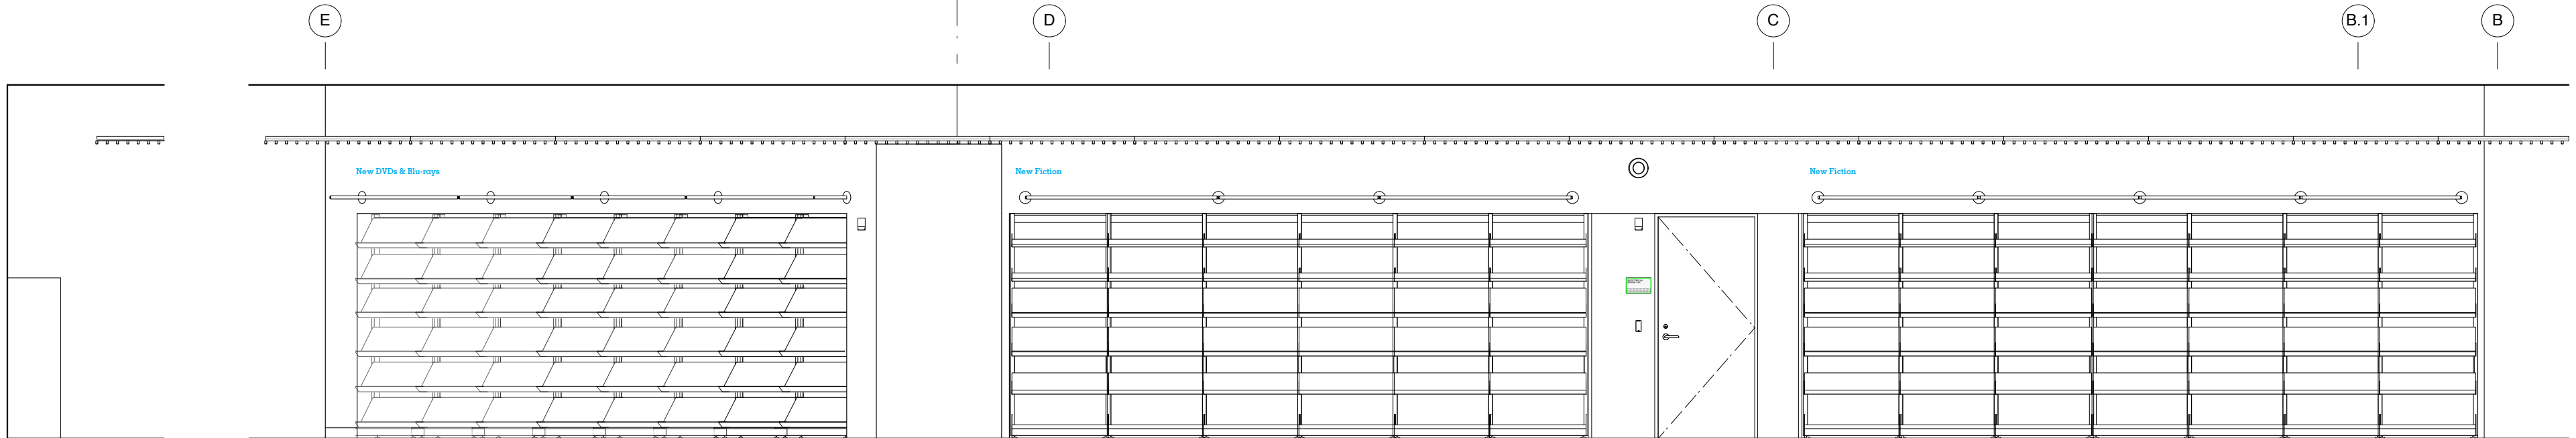 E
D
C
B.1
B
New DVDs & Blu-rays
New Fiction
New Fiction